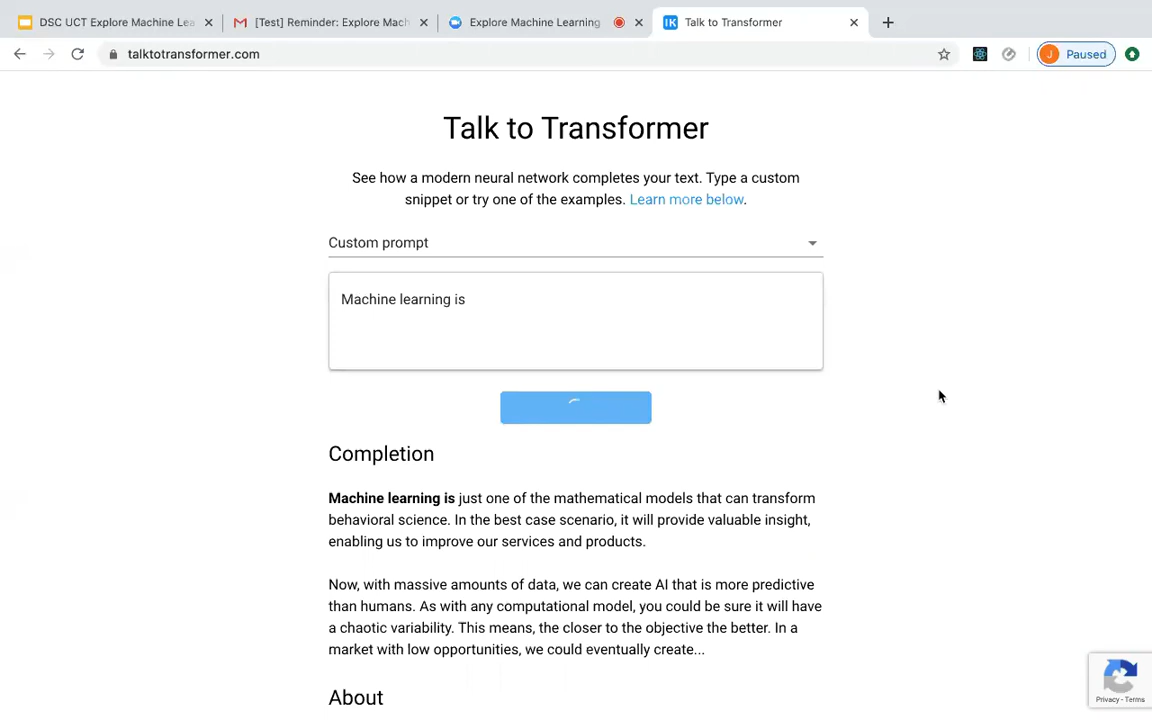 DSC UCT Explore Machine Lea
[Test] Reminder: Explore Mach
Explore Machine Learning
Talk to Transformer
talktotransformer.com
J Paused
Talk to Transformer
See how a modern neural network completes your text. Type a custom
snippet or try one of the examples. Learn more below.
Custom prompt
Machine learning is
Completion
Machine learning is just one of the mathematical models that can transform
behavioral science. In the best case scenario, it will provide valuable insight,
enabling us to improve our services and products.
Now, with massive amounts of data, we can create AI that is more predictive
than humans. As with any computational model, you could be sure it will have
a chaotic variability. This means, the closer to the objective the better. In a
market with low opportunities, we could eventually create...
About
Privacy - Terms